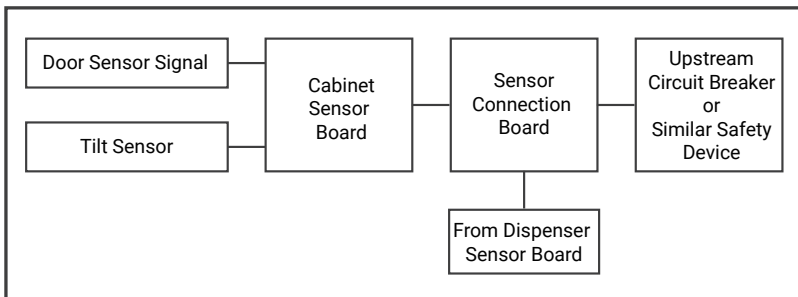 Door Sensor Signal
Tilt Sensor
Cabinet
Sensor
Board
Sensor
Connection
Board
Upstream
Circuit Breaker
or
Similar Safety
Device
From Dispenser
Sensor Board